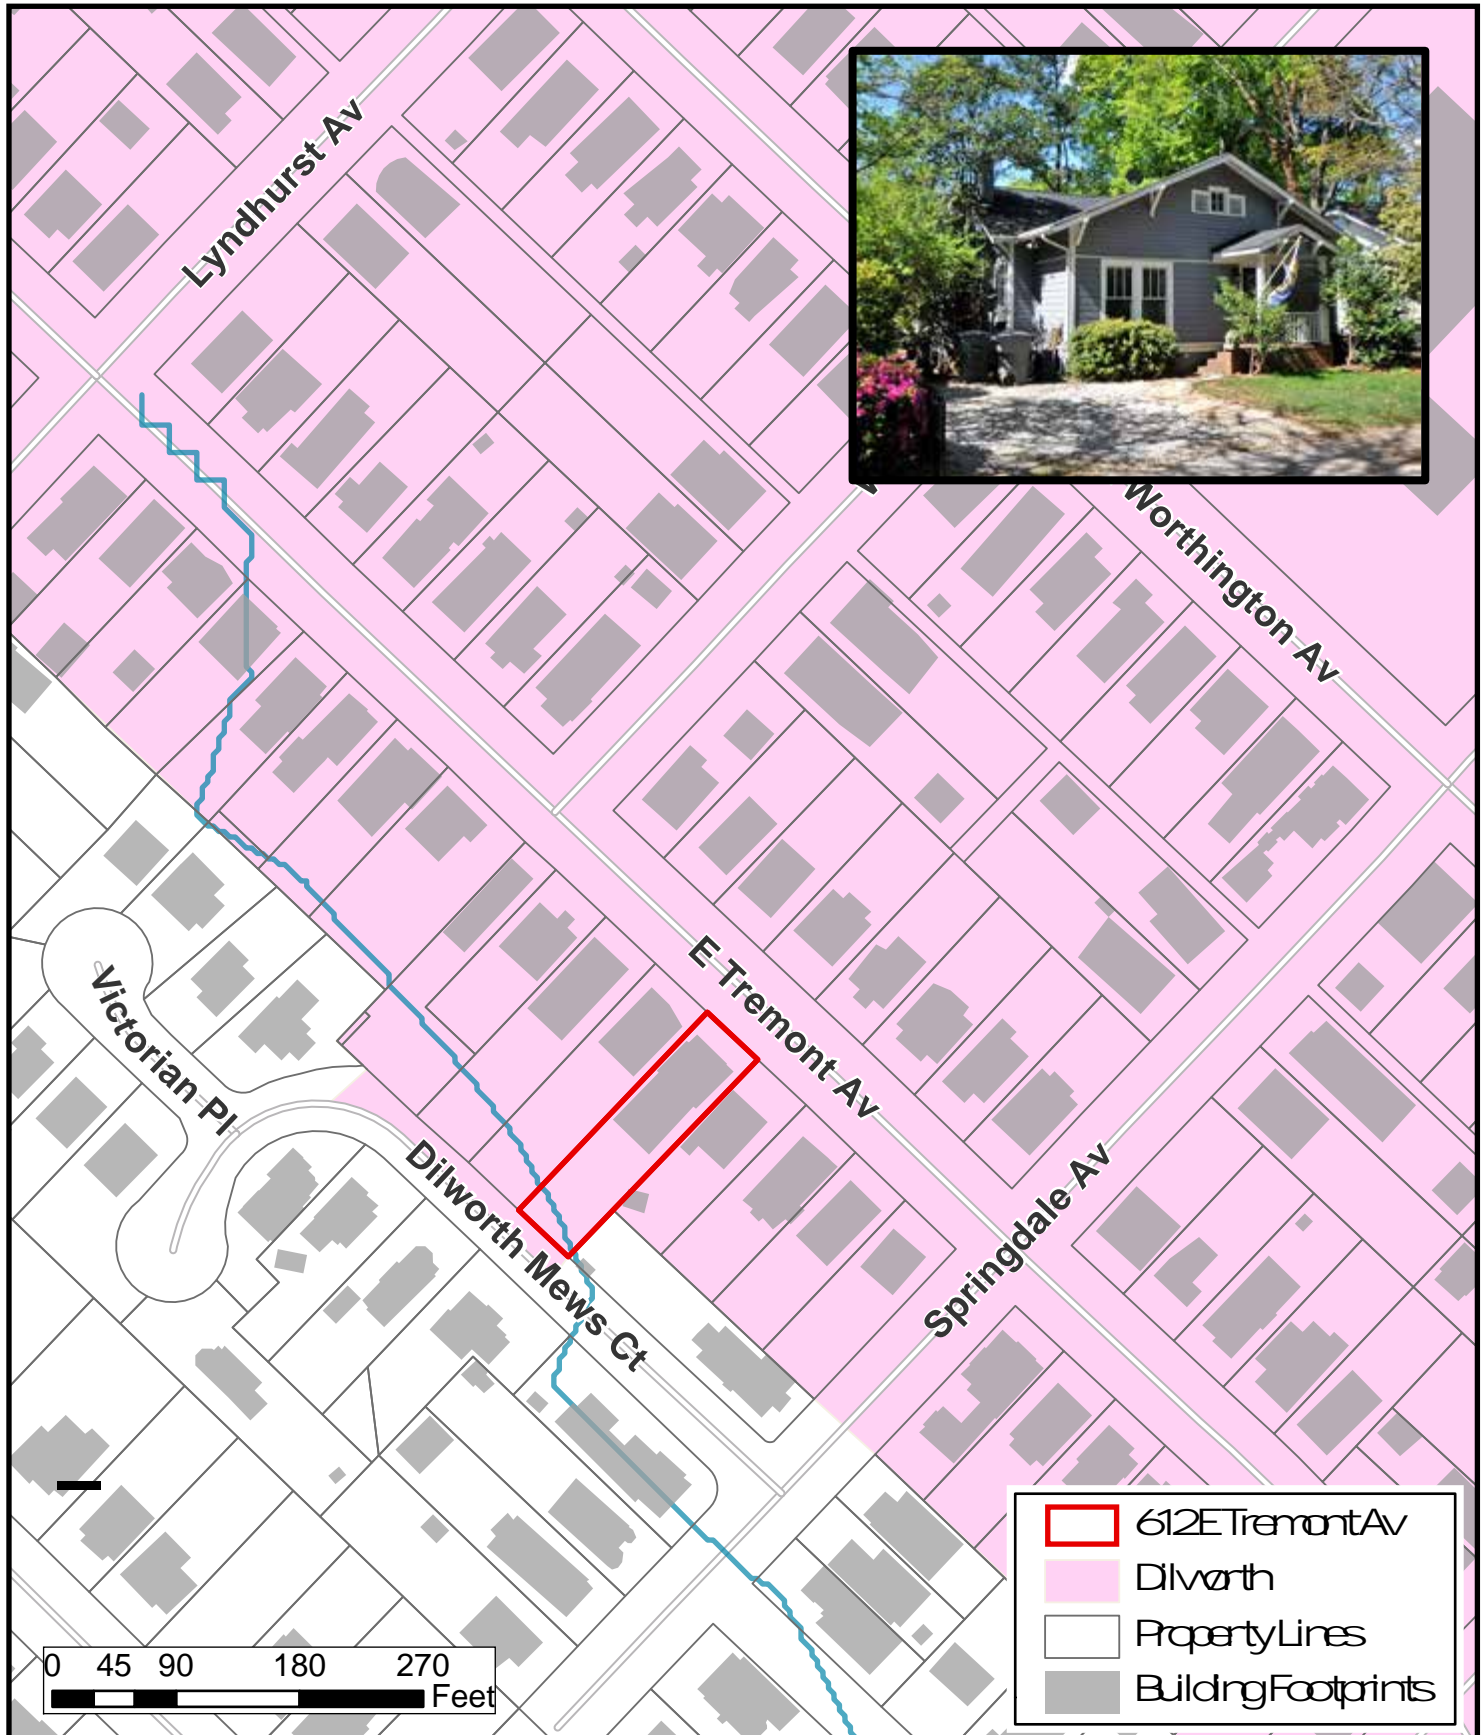 Lyndhurst Av
Worthington Av
E Tremont Av
Victorian Pl
Dilworth Mews Ct
Springdale Av
612 E Tremont Av
Dilworth
Property Lines
Building Footprints
0 45 90 180 270
Feet